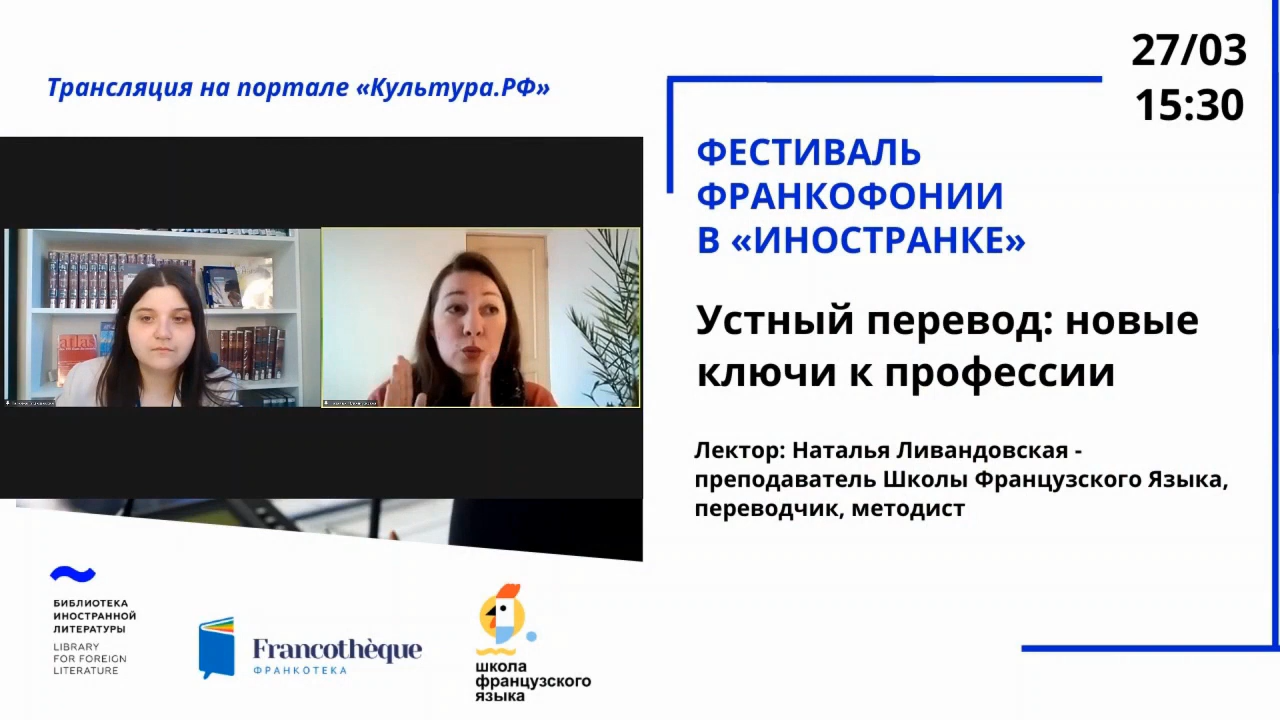 27/03
15:30
Трансляция на портале «Культура.РФ»
ФЕСТИВАЛЬ
ФРАНКОФОНИИ
В «ИНОСТРАНКЕ»
Устный перевод: новые
ключи к профессии
Лектор: Наталья Ливандовская -
преподаватель Школы Французского Языка,
переводчик, методист
atlas
БИБЛИОТЕКА
ИНОСТРАННОЙ
ЛИТЕРАТУРЫ
LIBRARY
FOR FOREIGN
LITERATURE
Francothèque
ФРАНКОТЕКА
школа
французского
языка